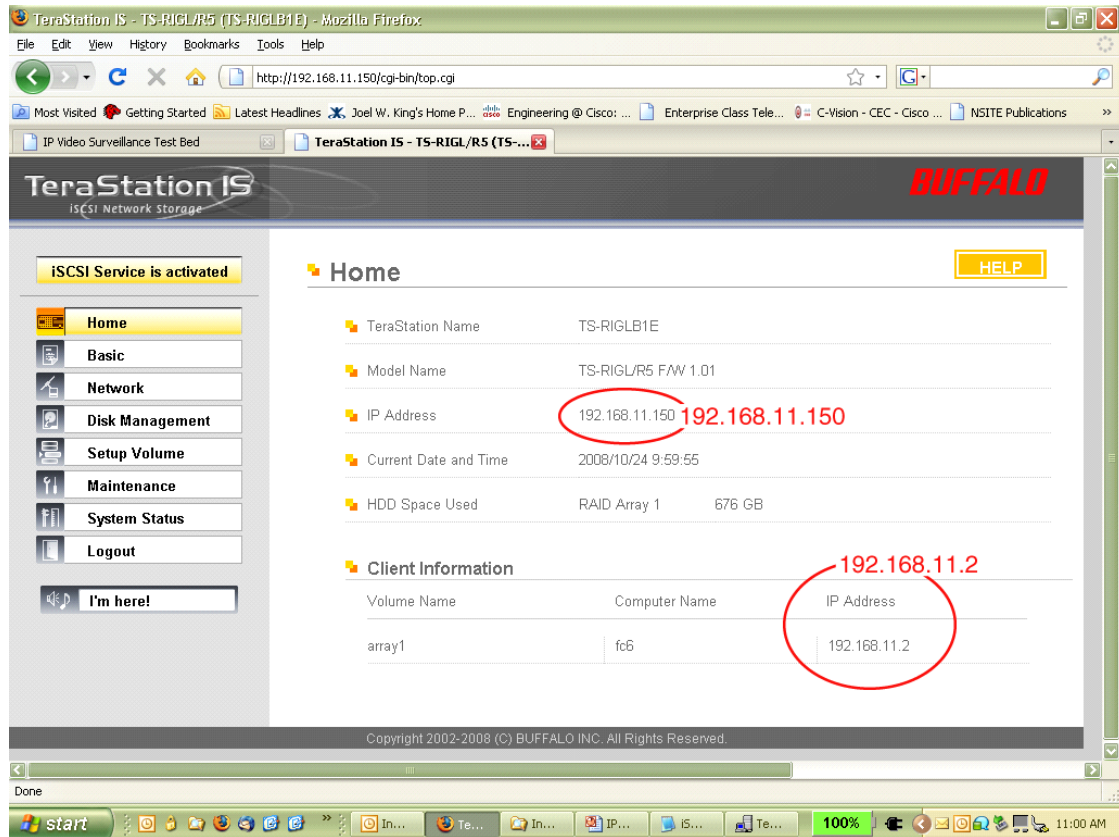 TeraStation IS - TS-RIGL/R5 (TS-RIGLB1E) - Mozilla Firefox
File Edit View History Bookmarks Tools Help
http://192.168.11.150/cgi-bin/top.cgi
Most Visited Getting Started Latest Headlines Joel W. King's Home P... Engineering @ Cisco: ... Enterprise Class Tele... C-Vision - CEC - Cisco ... NSITE Publications »
IP Video Surveillance Test Bed TeraStation IS - TS-RIGL/R5 (TS-...
TeraStation IS BUFFALO
iSCSI Network Storage
iSCSI Service is activated
Home
Basic
Network
Disk Management
Setup Volume
Maintenance
System Status
Logout
I'm here!
Home HELP
TeraStation Name TS-RIGLB1E
Model Name TS-RIGL/R5 F/W 1.01
IP Address 192.168.11.150 192.168.11.150
Current Date and Time 2008/10/24 9:59:55
HDD Space Used RAID Array 1 676 GB
192.168.11.2
Client Information
Volume Name Computer Name IP Address
array1 fc6 192.168.11.2
Copyright 2002-2008 (C) BUFFALO INC. All Rights Reserved.
Done
start » In... Te... In... IP... iS... Te... 100% 11:00 AM